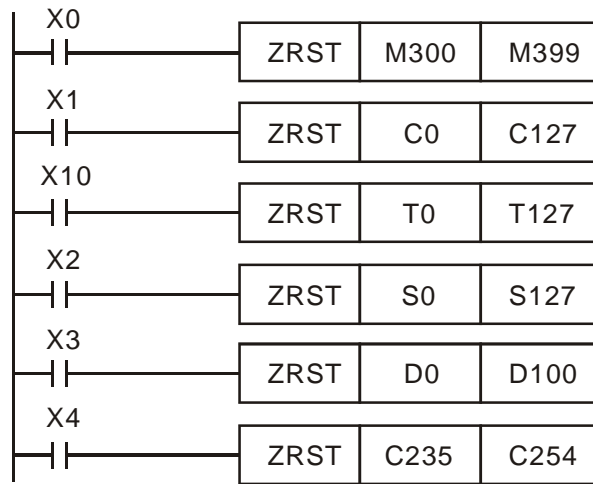 X0
ZRST M300 M399
X1
ZRST C0 C127
X10
ZRST T0 T127
X2
ZRST S0 S127
X3
ZRST D0 D100
X4
ZRST C235 C254